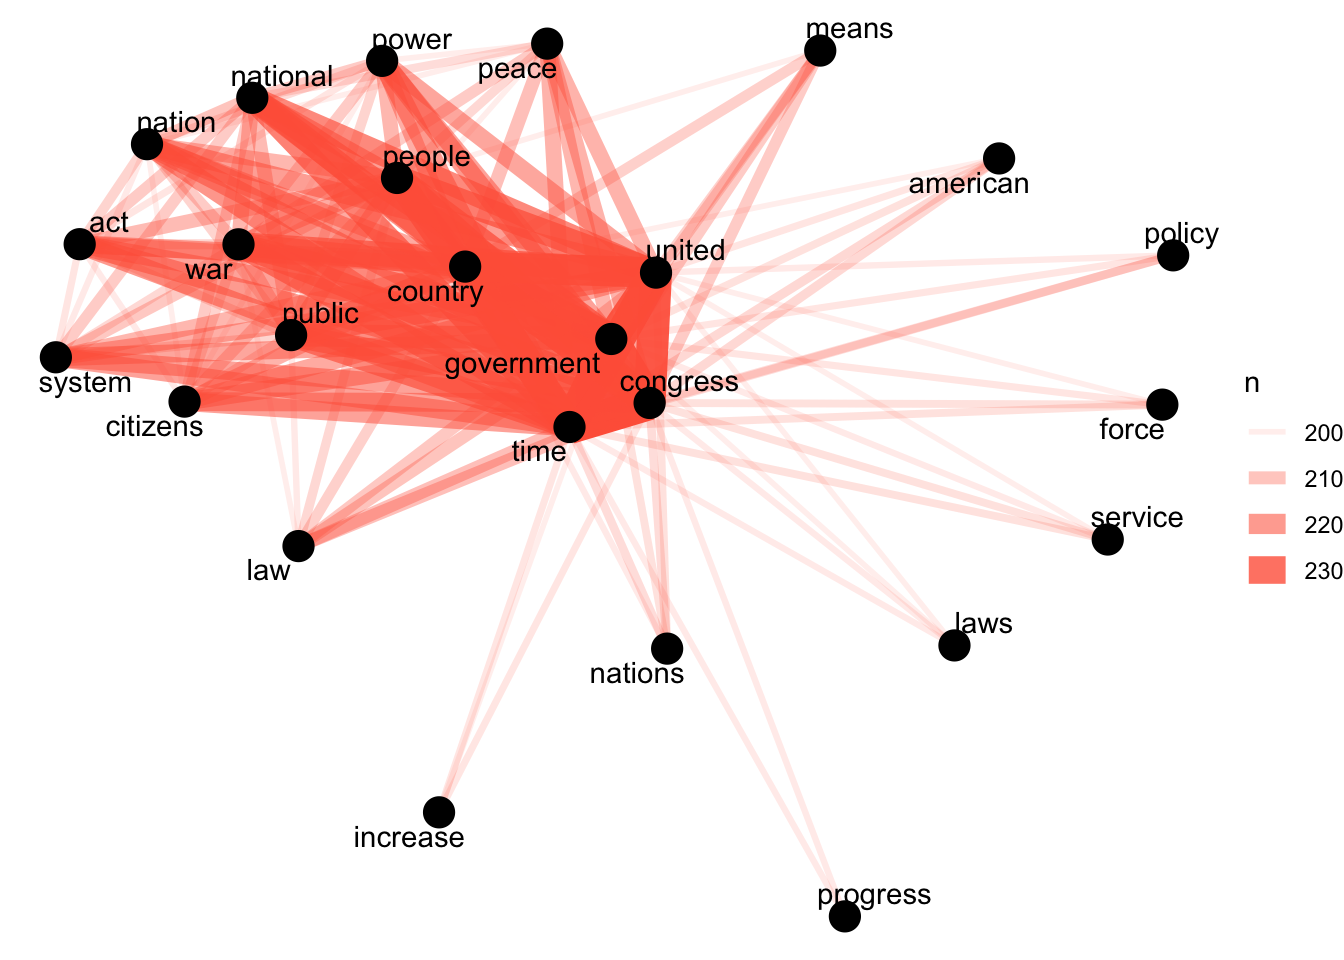 means
power
peace
national
nation
people
american
act
policy
united
war
country
public
government
system
congress
n
citizens
force
200
time
210
service
220
law
230
laws
nations
increase
progress